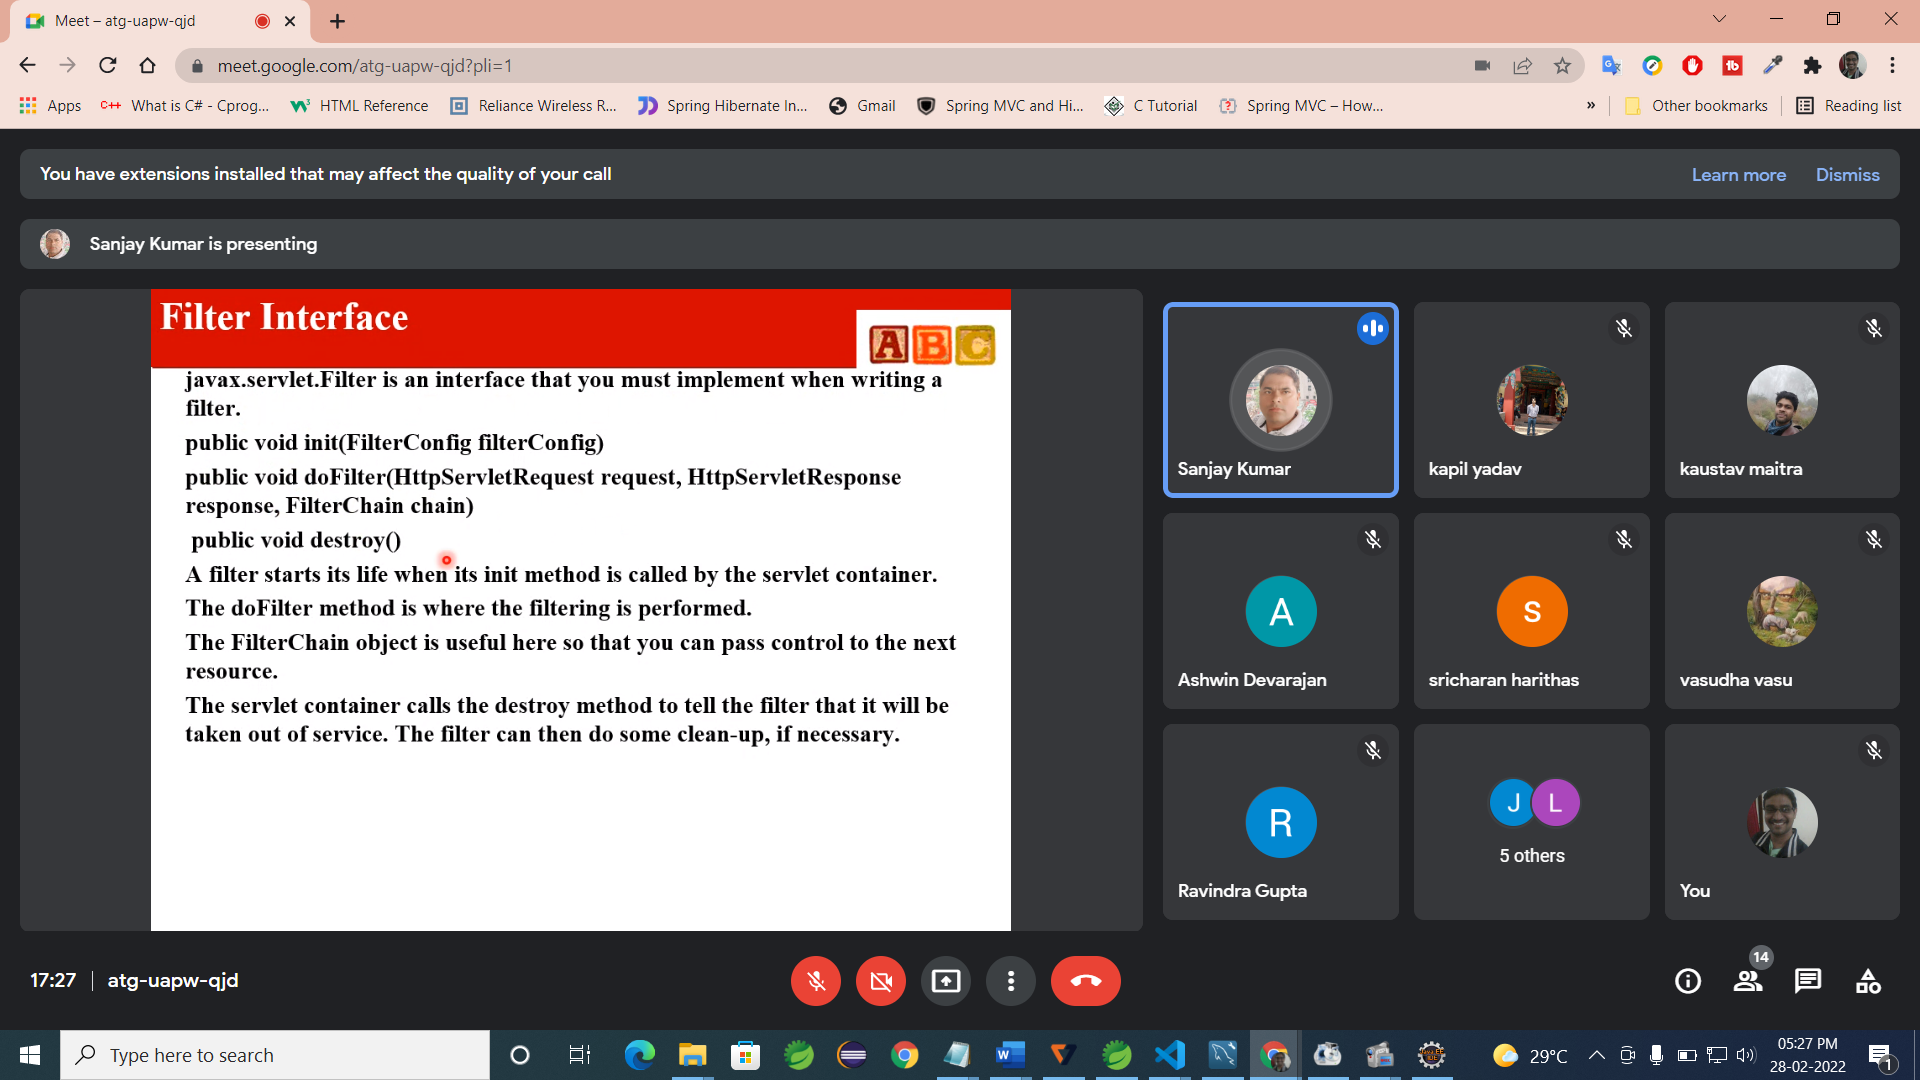 Meet – atg-uapw-qjd
meet.google.com/atg-uapw-qjd?pli=1
Apps
C++ What is C# - Cprog...
W3 HTML Reference
Reliance Wireless R...
Spring Hibernate In...
Gmail
Spring MVC and Hi...
C Tutorial
Spring MVC – How...
»
Other bookmarks
Reading list
You have extensions installed that may affect the quality of your call
Learn more
Dismiss
Sanjay Kumar is presenting
Filter Interface
A B C
javax.servlet.Filter is an interface that you must implement when writing a
filter.
public void init(FilterConfig filterConfig)
public void doFilter(HttpServletRequest request, HttpServletResponse
response, FilterChain chain)
public void destroy()
A filter starts its life when its init method is called by the servlet container.
The doFilter method is where the filtering is performed.
The FilterChain object is useful here so that you can pass control to the next
resource.
The servlet container calls the destroy method to tell the filter that it will be
taken out of service. The filter can then do some clean-up, if necessary.
Sanjay Kumar
kapil yadav
kaustav maitra
A
Ashwin Devarajan
S
sricharan harithas
vasudha vasu
R
Ravindra Gupta
J L
5 others
You
17:27 | atg-uapw-qjd
14
Type here to search
29°C
05:27 PM
28-02-2022
1